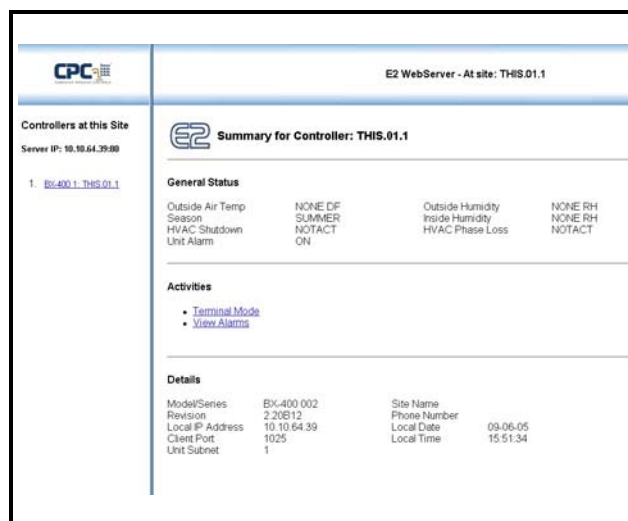 CPC
E2 WebServer - At site: THIS.01.1
Controllers at this Site
Server IP: 10.10.64.39:80
1. BX-400 1: THIS.01.1
E2 Summary for Controller: THIS.01.1
General Status
Outside Air Temp NONE DF Outside Humidity NONE RH
Season SUMMER Inside Humidity NONE RH
HVAC Shutdown NOTACT HVAC Phase Loss NOTACT
Unit Alarm ON
Activities
• Terminal Mode
• View Alarms
Details
Model/Series BX-400 002 Site Name
Revision 2.20B12 Phone Number
Local IP Address 10.10.64.39 Local Date 09-06-05
Client Port 1025 Local Time 15:51:34
Unit Subnet 1